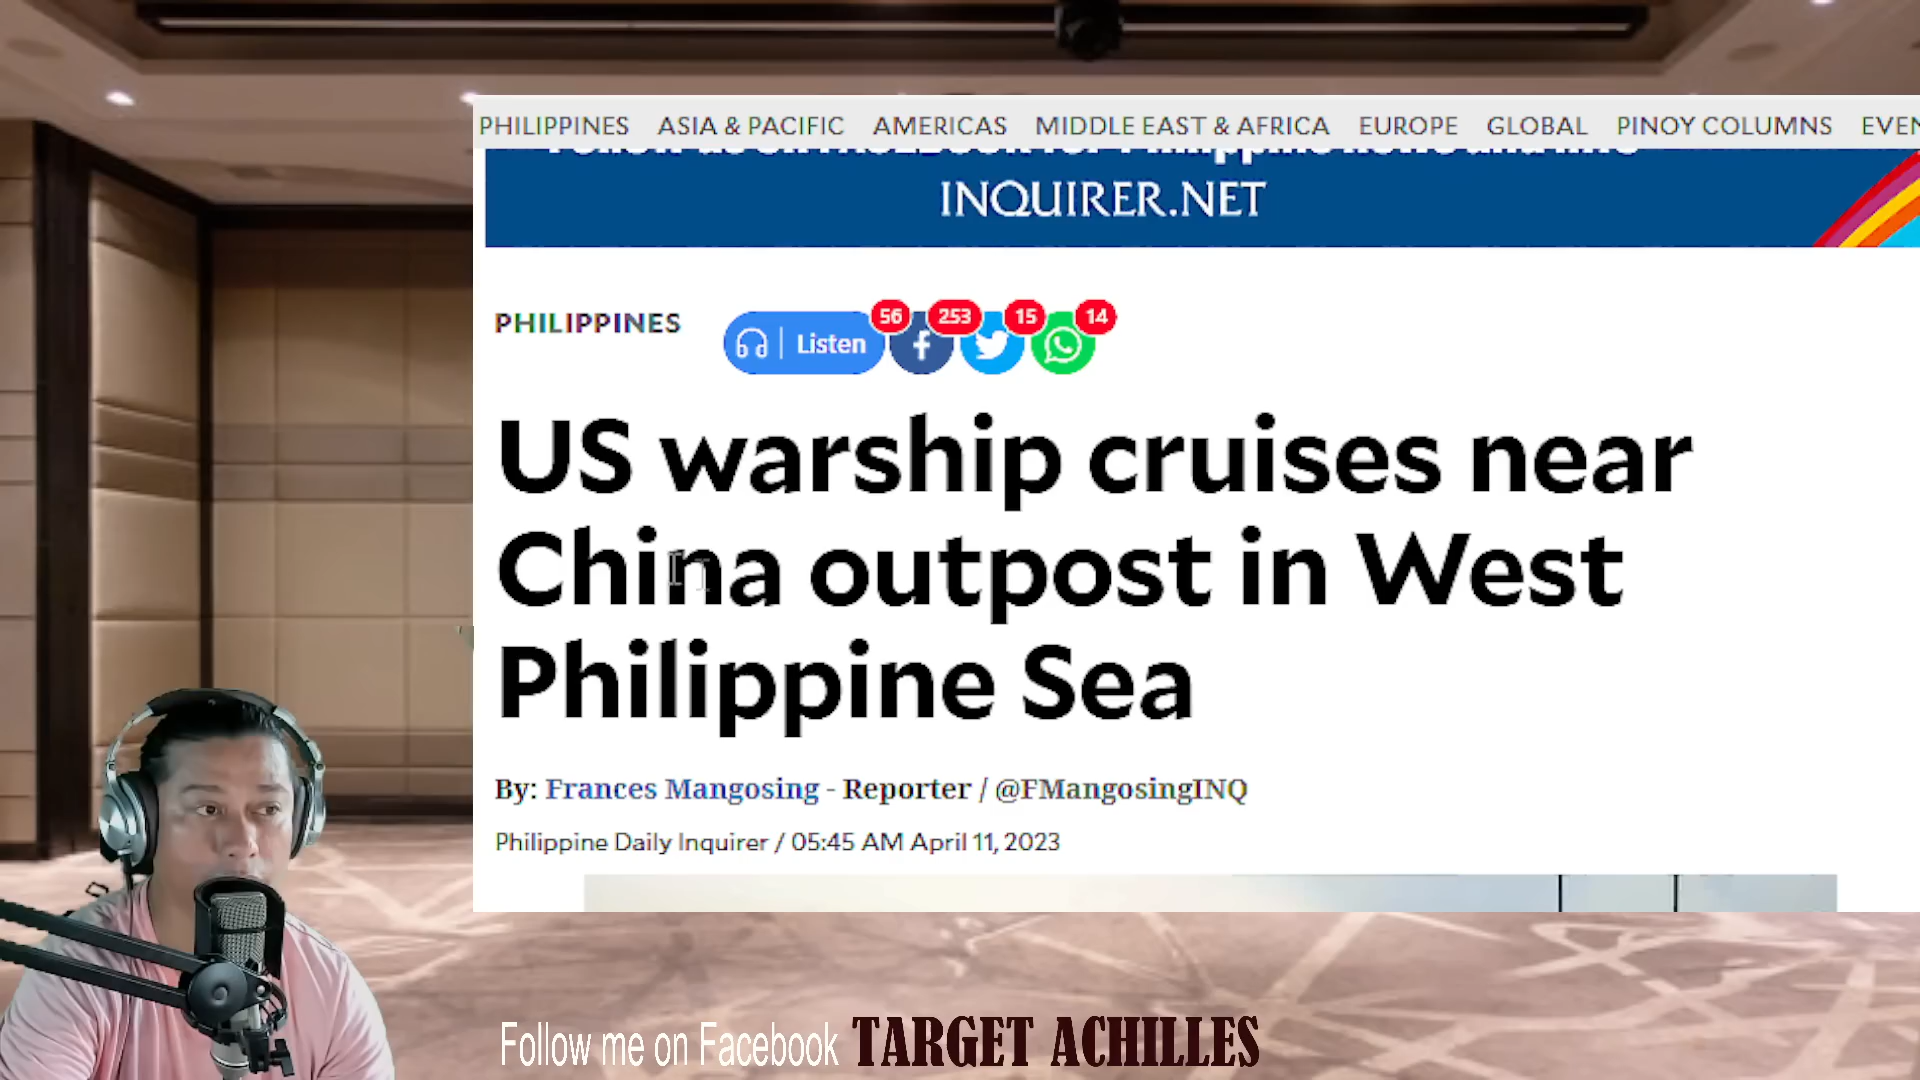 PHILIPPINES ASIA & PACIFIC AMERICAS MIDDLE EAST & AFRICA EUROPE GLOBAL PINOY COLUMNS
INQUIRER.NET
PHILIPPINES
Listen 56 253 15 14
US warship cruises near
China outpost in West
Philippine Sea
By: Frances Mangosing - Reporter / @FMangosingINQ
Philippine Daily Inquirer / 05:45 AM April 11, 2023
Follow me on Facebook TARGET ACHILLES